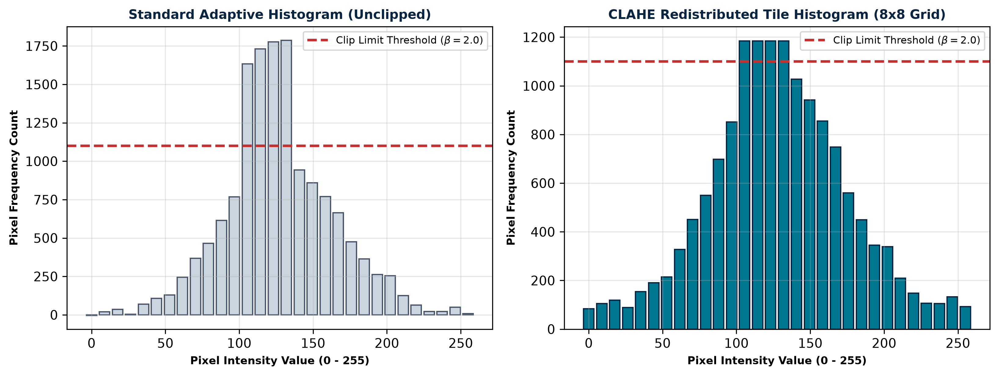 Standard Adaptive Histogram (Unclipped)
Clip Limit Threshold (β = 2.0)
Pixel Frequency Count
1750
1500
1250
1000
750
500
250
0
0 50 100 150 200 250
Pixel Intensity Value (0 - 255)
CLAHE Redistributed Tile Histogram (8x8 Grid)
Clip Limit Threshold (β = 2.0)
Pixel Frequency Count
1200
1000
800
600
400
200
0
0 50 100 150 200 250
Pixel Intensity Value (0 - 255)